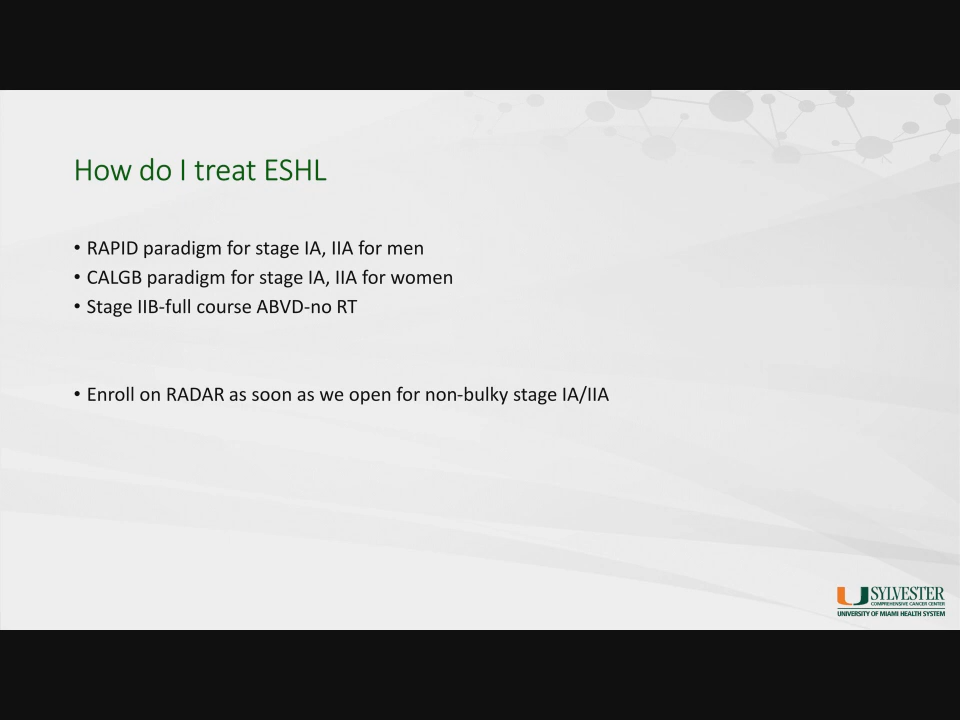 How do I treat ESHL
• RAPID paradigm for stage IA, IIA for men
• CALGB paradigm for stage IA, IIA for women
• Stage IIB-full course ABVD-no RT
• Enroll on RADAR as soon as we open for non-bulky stage IA/IIA
SYLVESTER
COMPREHENSIVE CANCER CENTER
UNIVERSITY OF MIAMI HEALTH SYSTEM